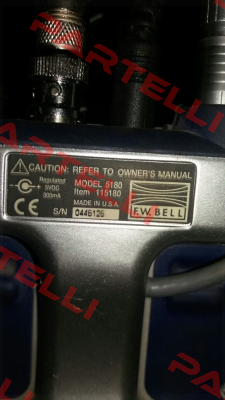 PARTELLI
CAUTION: REFER TO OWNER'S MANUAL
Regulated
5VDC
300mA
MODEL 5180
Item 115180
MADE IN U.S.A.
CE
S/N 0446126
F.W. BELL
PARTELLI
PARTELLI